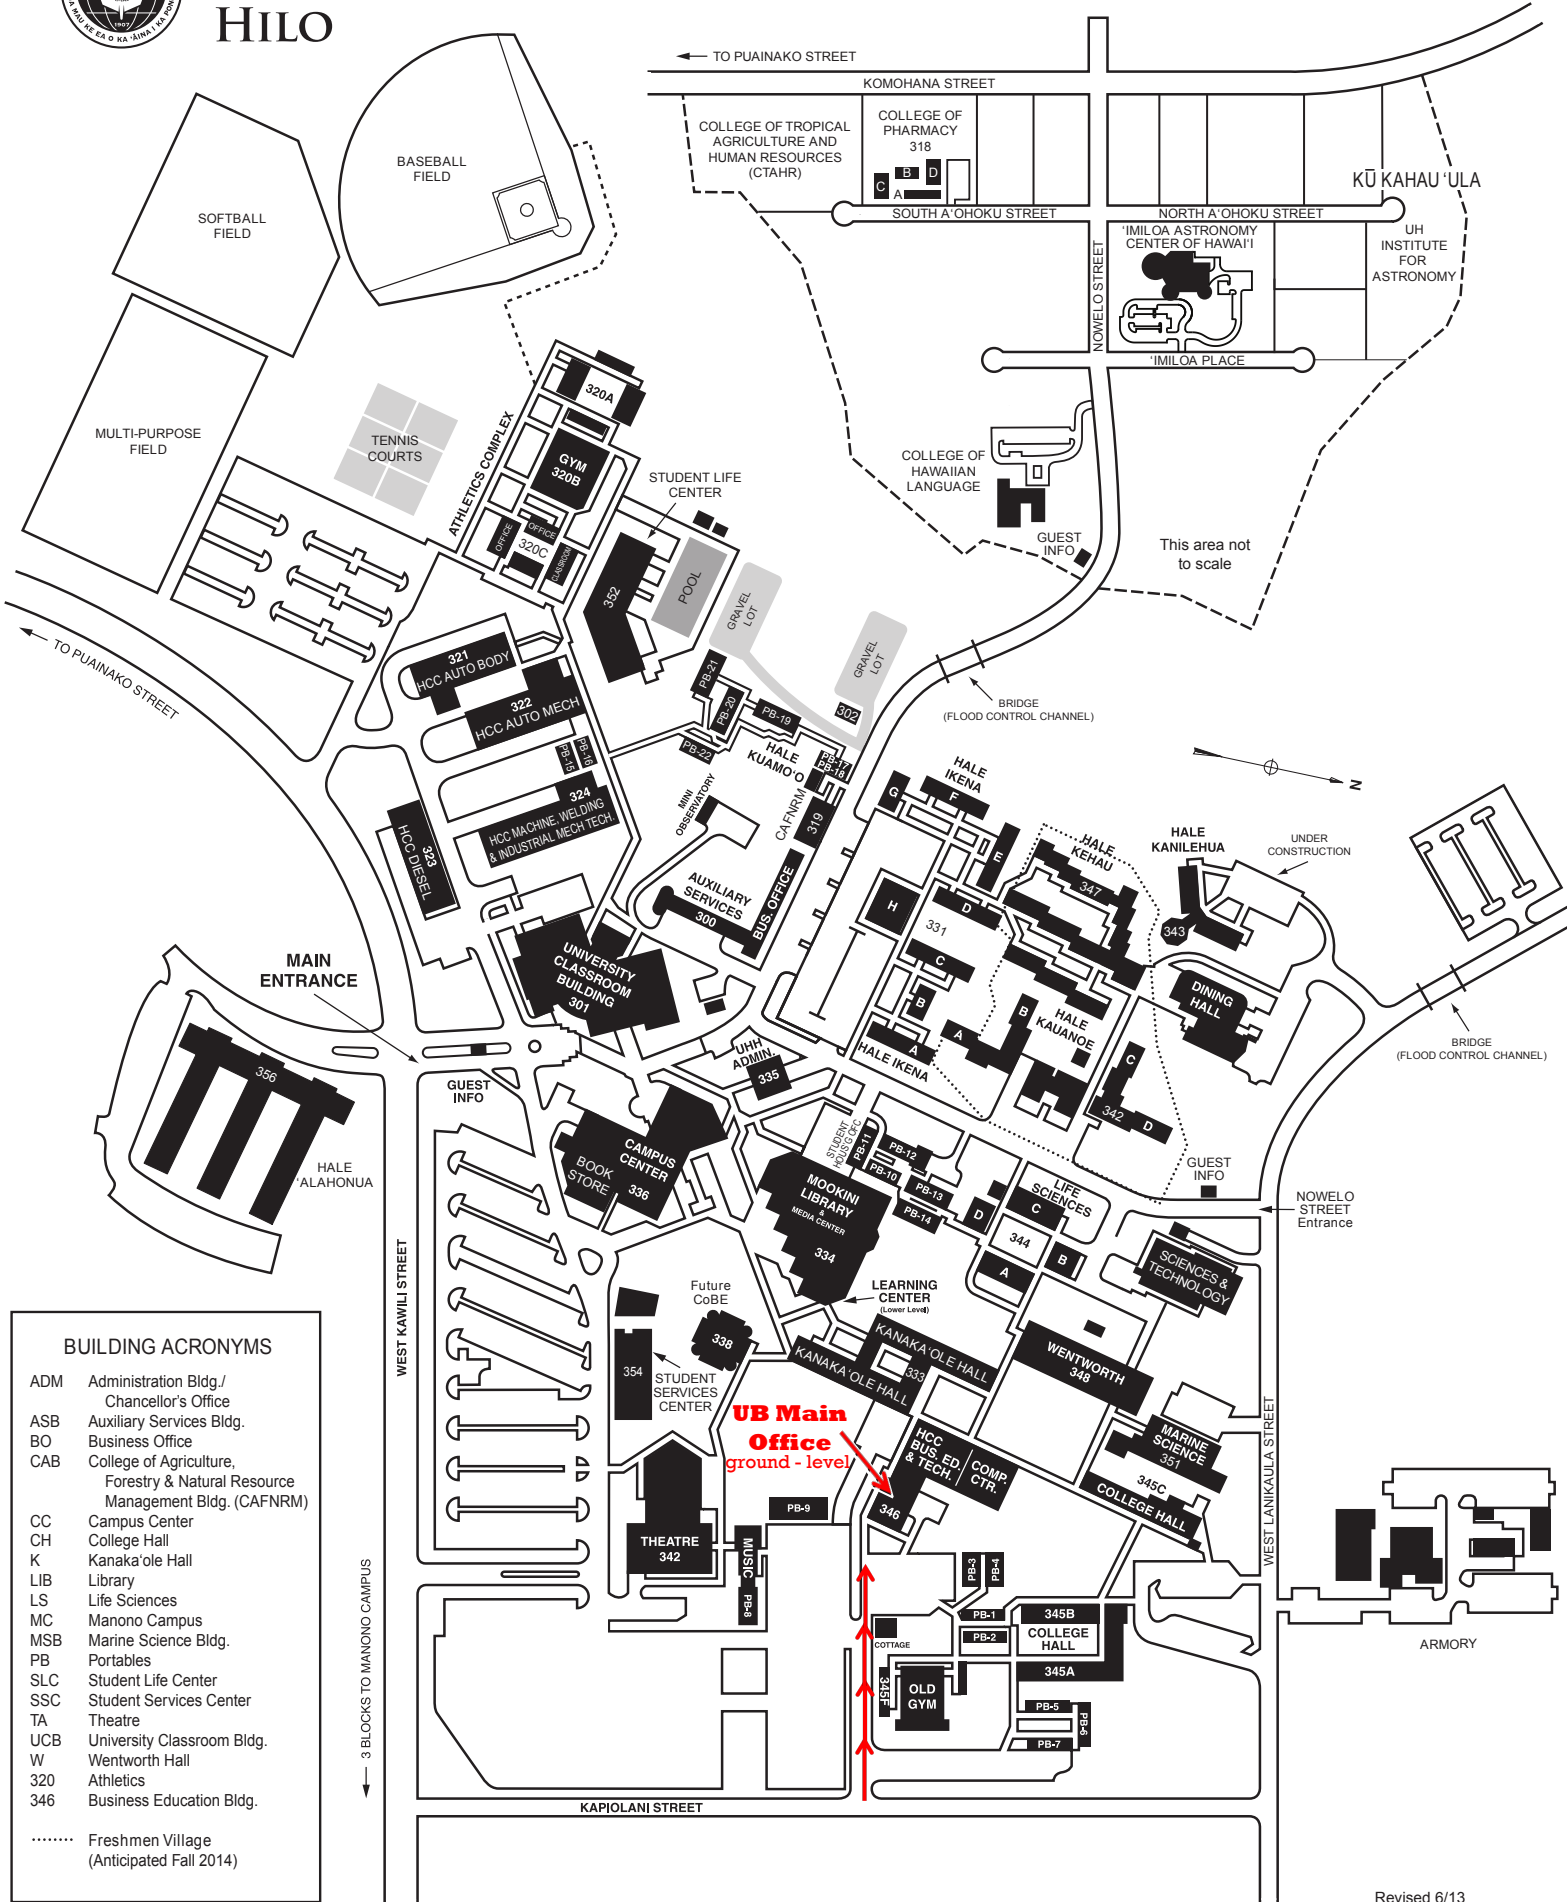 1907
HILO
TO PUAINAKO STREET
KOMOHANA STREET
COLLEGE OF TROPICAL
AGRICULTURE AND
HUMAN RESOURCES
(CTAHR)
COLLEGE OF
PHARMACY
318
B
D
C
A
KŪ KAHAU ‘ULA
SOUTH A‘OHOKU STREET
NORTH A‘OHOKU STREET
‘IMILOA ASTRONOMY
CENTER OF HAWAI‘I
UH
INSTITUTE
FOR
ASTRONOMY
NOWELO STREET
‘IMILOA PLACE
BASEBALL
FIELD
SOFTBALL
FIELD
MULTI-PURPOSE
FIELD
TENNIS
COURTS
ATHLETICS COMPLEX
320A
GYM
320B
OFFICE
OFFICE
320C
CLASSROOM
STUDENT LIFE
CENTER
352
POOL
GRAVEL
LOT
GRAVEL
LOT
COLLEGE OF
HAWAIIAN
LANGUAGE
GUEST
INFO
This area not
to scale
TO PUAINAKO STREET
321
HCC AUTO BODY
322
HCC AUTO MECH
PB-15
PB-16
324
HCC MACHINE, WELDING
& INDUSTRIAL MECH TECH.
323
HCC DIESEL
PB-21
PB-20
PB-19
PB-22
302
HALE
KUAMO‘O
PB-17
PB-18
MINI
OBSERVATORY
CAFNRM
319
BRIDGE
(FLOOD CONTROL CHANNEL)
N
AUXILIARY
SERVICES
300
BUS. OFFICE
HALE
IKENA
G
F
E
H
D
331
C
B
A
HALE IKENA
HALE
KEHAU
347
HALE
KANILEHUA
343
UNDER
CONSTRUCTION
DINING
HALL
BRIDGE
(FLOOD CONTROL CHANNEL)
B
HALE
KAUANOE
A
C
342
D
MAIN
ENTRANCE
UNIVERSITY
CLASSROOM
BUILDING
301
UHH
ADMIN.
335
GUEST
INFO
356
HALE
‘ALAHONUA
CAMPUS
CENTER
336
BOOK
STORE
STUDENT
HOUS'G OFC
PB-11
PB-12
PB-10
PB-13
PB-14
MOOKINI
LIBRARY
&
MEDIA CENTER
334
LIFE
SCIENCES
D
C
344
B
A
GUEST
INFO
NOWELO
STREET
Entrance
SCIENCES &
TECHNOLOGY
WEST KAWILI STREET
Future
CoBE
338
LEARNING
CENTER
(Lower Level)
KANAKA‘OLE HALL
KANAKA‘OLE HALL
333
WENTWORTH
348
354
STUDENT
SERVICES
CENTER
UB Main
Office
ground - level
HCC
BUS. ED.
& TECH.
COMP.
CTR.
346
MARINE
SCIENCE
351
345C
COLLEGE HALL
WEST LANIKAULA STREET
THEATRE
342
MUSIC
PB-8
PB-9
PB-3
PB-4
PB-1
PB-2
345B
COLLEGE
HALL
345A
COTTAGE
345F
OLD
GYM
PB-5
PB-6
PB-7
ARMORY
3 BLOCKS TO MANONO CAMPUS
KAPIOLANI STREET
BUILDING ACRONYMS
ADM Administration Bldg./
Chancellor's Office
ASB Auxiliary Services Bldg.
BO Business Office
CAB College of Agriculture,
Forestry & Natural Resource
Management Bldg. (CAFNRM)
CC Campus Center
CH College Hall
K Kanaka‘ole Hall
LIB Library
LS Life Sciences
MC Manono Campus
MSB Marine Science Bldg.
PB Portables
SLC Student Life Center
SSC Student Services Center
TA Theatre
UCB University Classroom Bldg.
W Wentworth Hall
320 Athletics
346 Business Education Bldg.
········ Freshmen Village
(Anticipated Fall 2014)
Revised 6/13